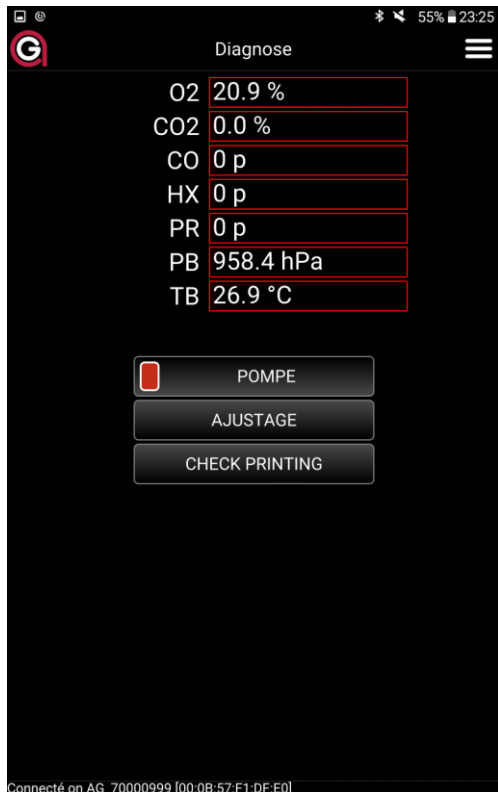 55% 23:25
G Diagnose
O2 20.9 %
CO2 0.0 %
CO 0 p
HX 0 p
PR 0 p
PB 958.4 hPa
TB 26.9 °C
POMPE
AJUSTAGE
CHECK PRINTING
Connecté on AG_70000999 [00:0B:57:F1:DF:E0]